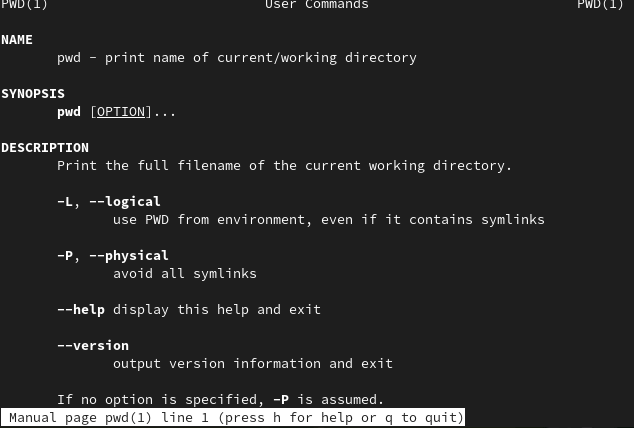 PWD(1) User Commands PWD(1)
NAME
pwd - print name of current/working directory
SYNOPSIS
pwd [OPTION]...
DESCRIPTION
Print the full filename of the current working directory.
-L, --logical
use PWD from environment, even if it contains symlinks
-P, --physical
avoid all symlinks
--help display this help and exit
--version
output version information and exit
If no option is specified, -P is assumed.
Manual page pwd(1) line 1 (press h for help or q to quit)